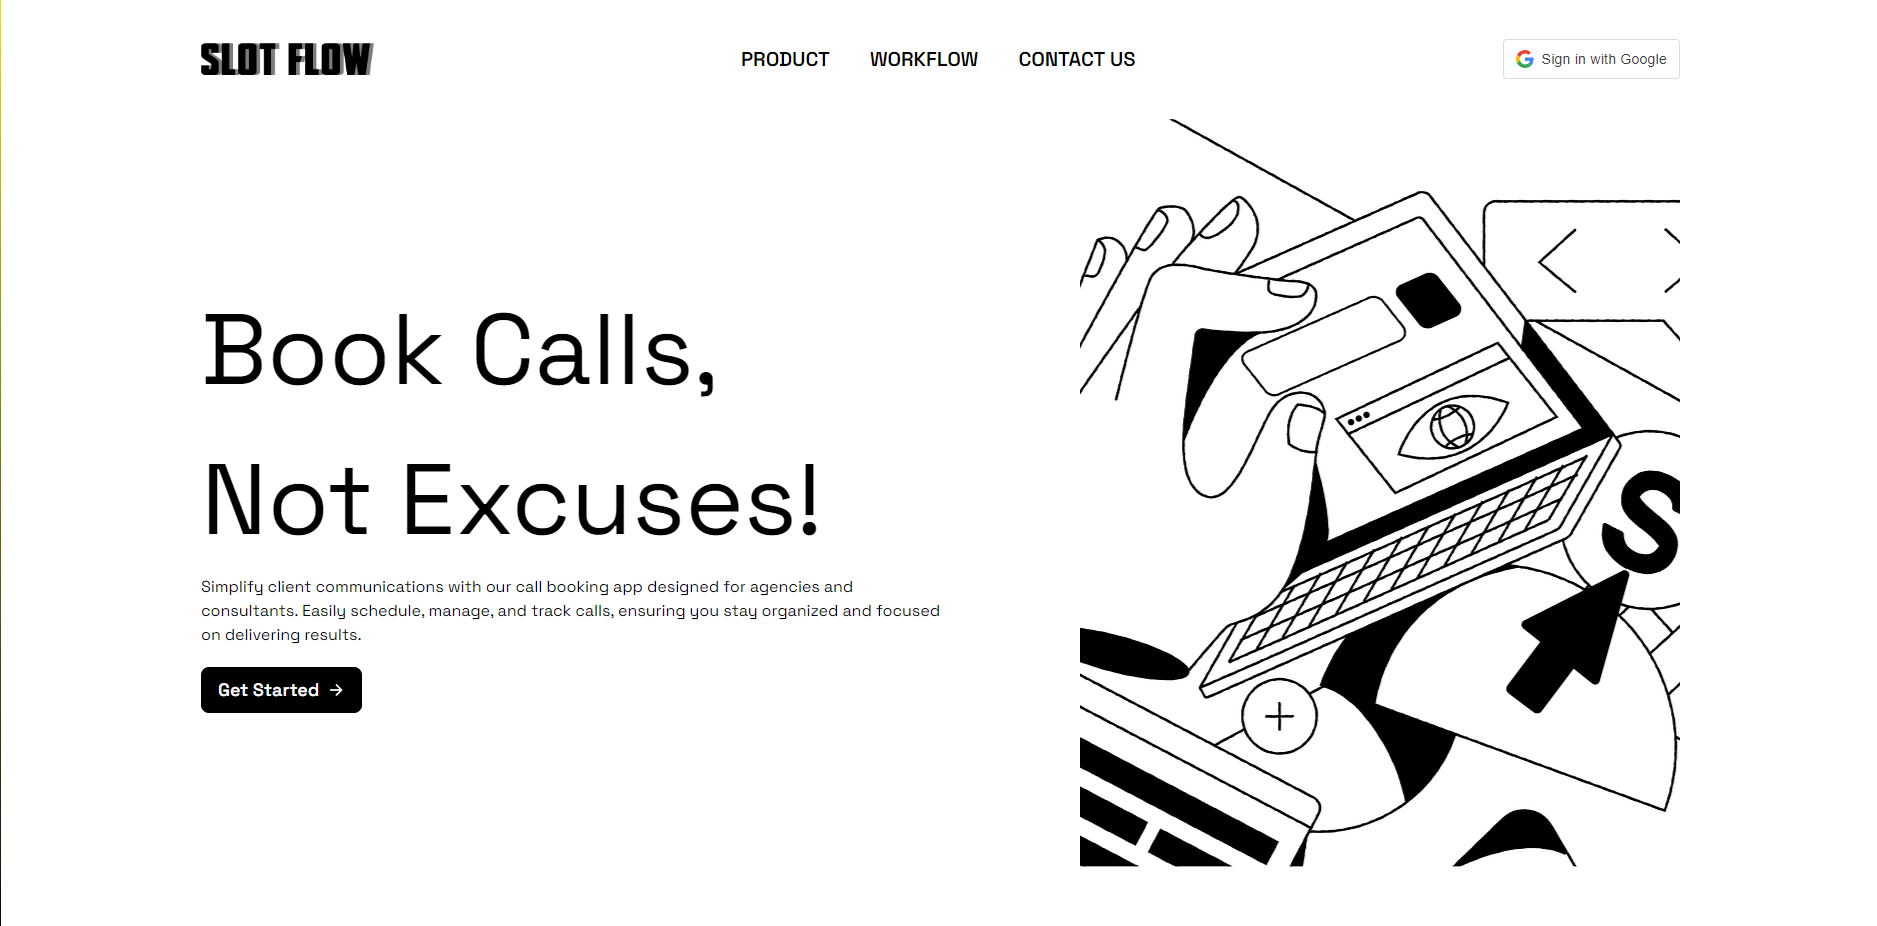 SLOT FLOW
PRODUCT WORKFLOW CONTACT US
Sign in with Google
Book Calls,
Not Excuses!
Simplify client communications with our call booking app designed for agencies and
consultants. Easily schedule, manage, and track calls, ensuring you stay organized and focused
on delivering results.
Get Started →
S